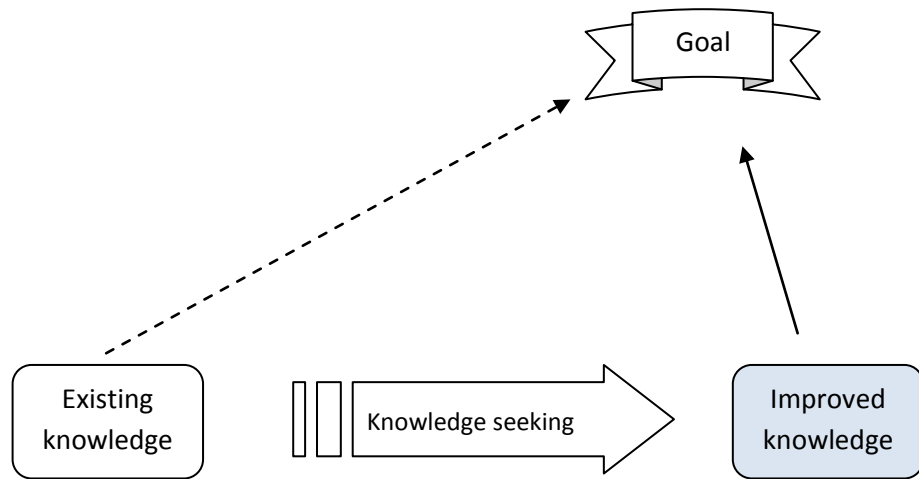 Goal
Existing
knowledge
Knowledge seeking
Improved
knowledge